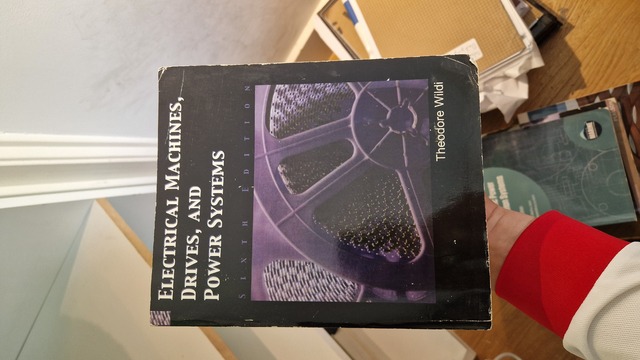 ELECTRICAL MACHINES,
DRIVES, AND
POWER SYSTEMS
SIXTH EDITION
Theodore Wildi